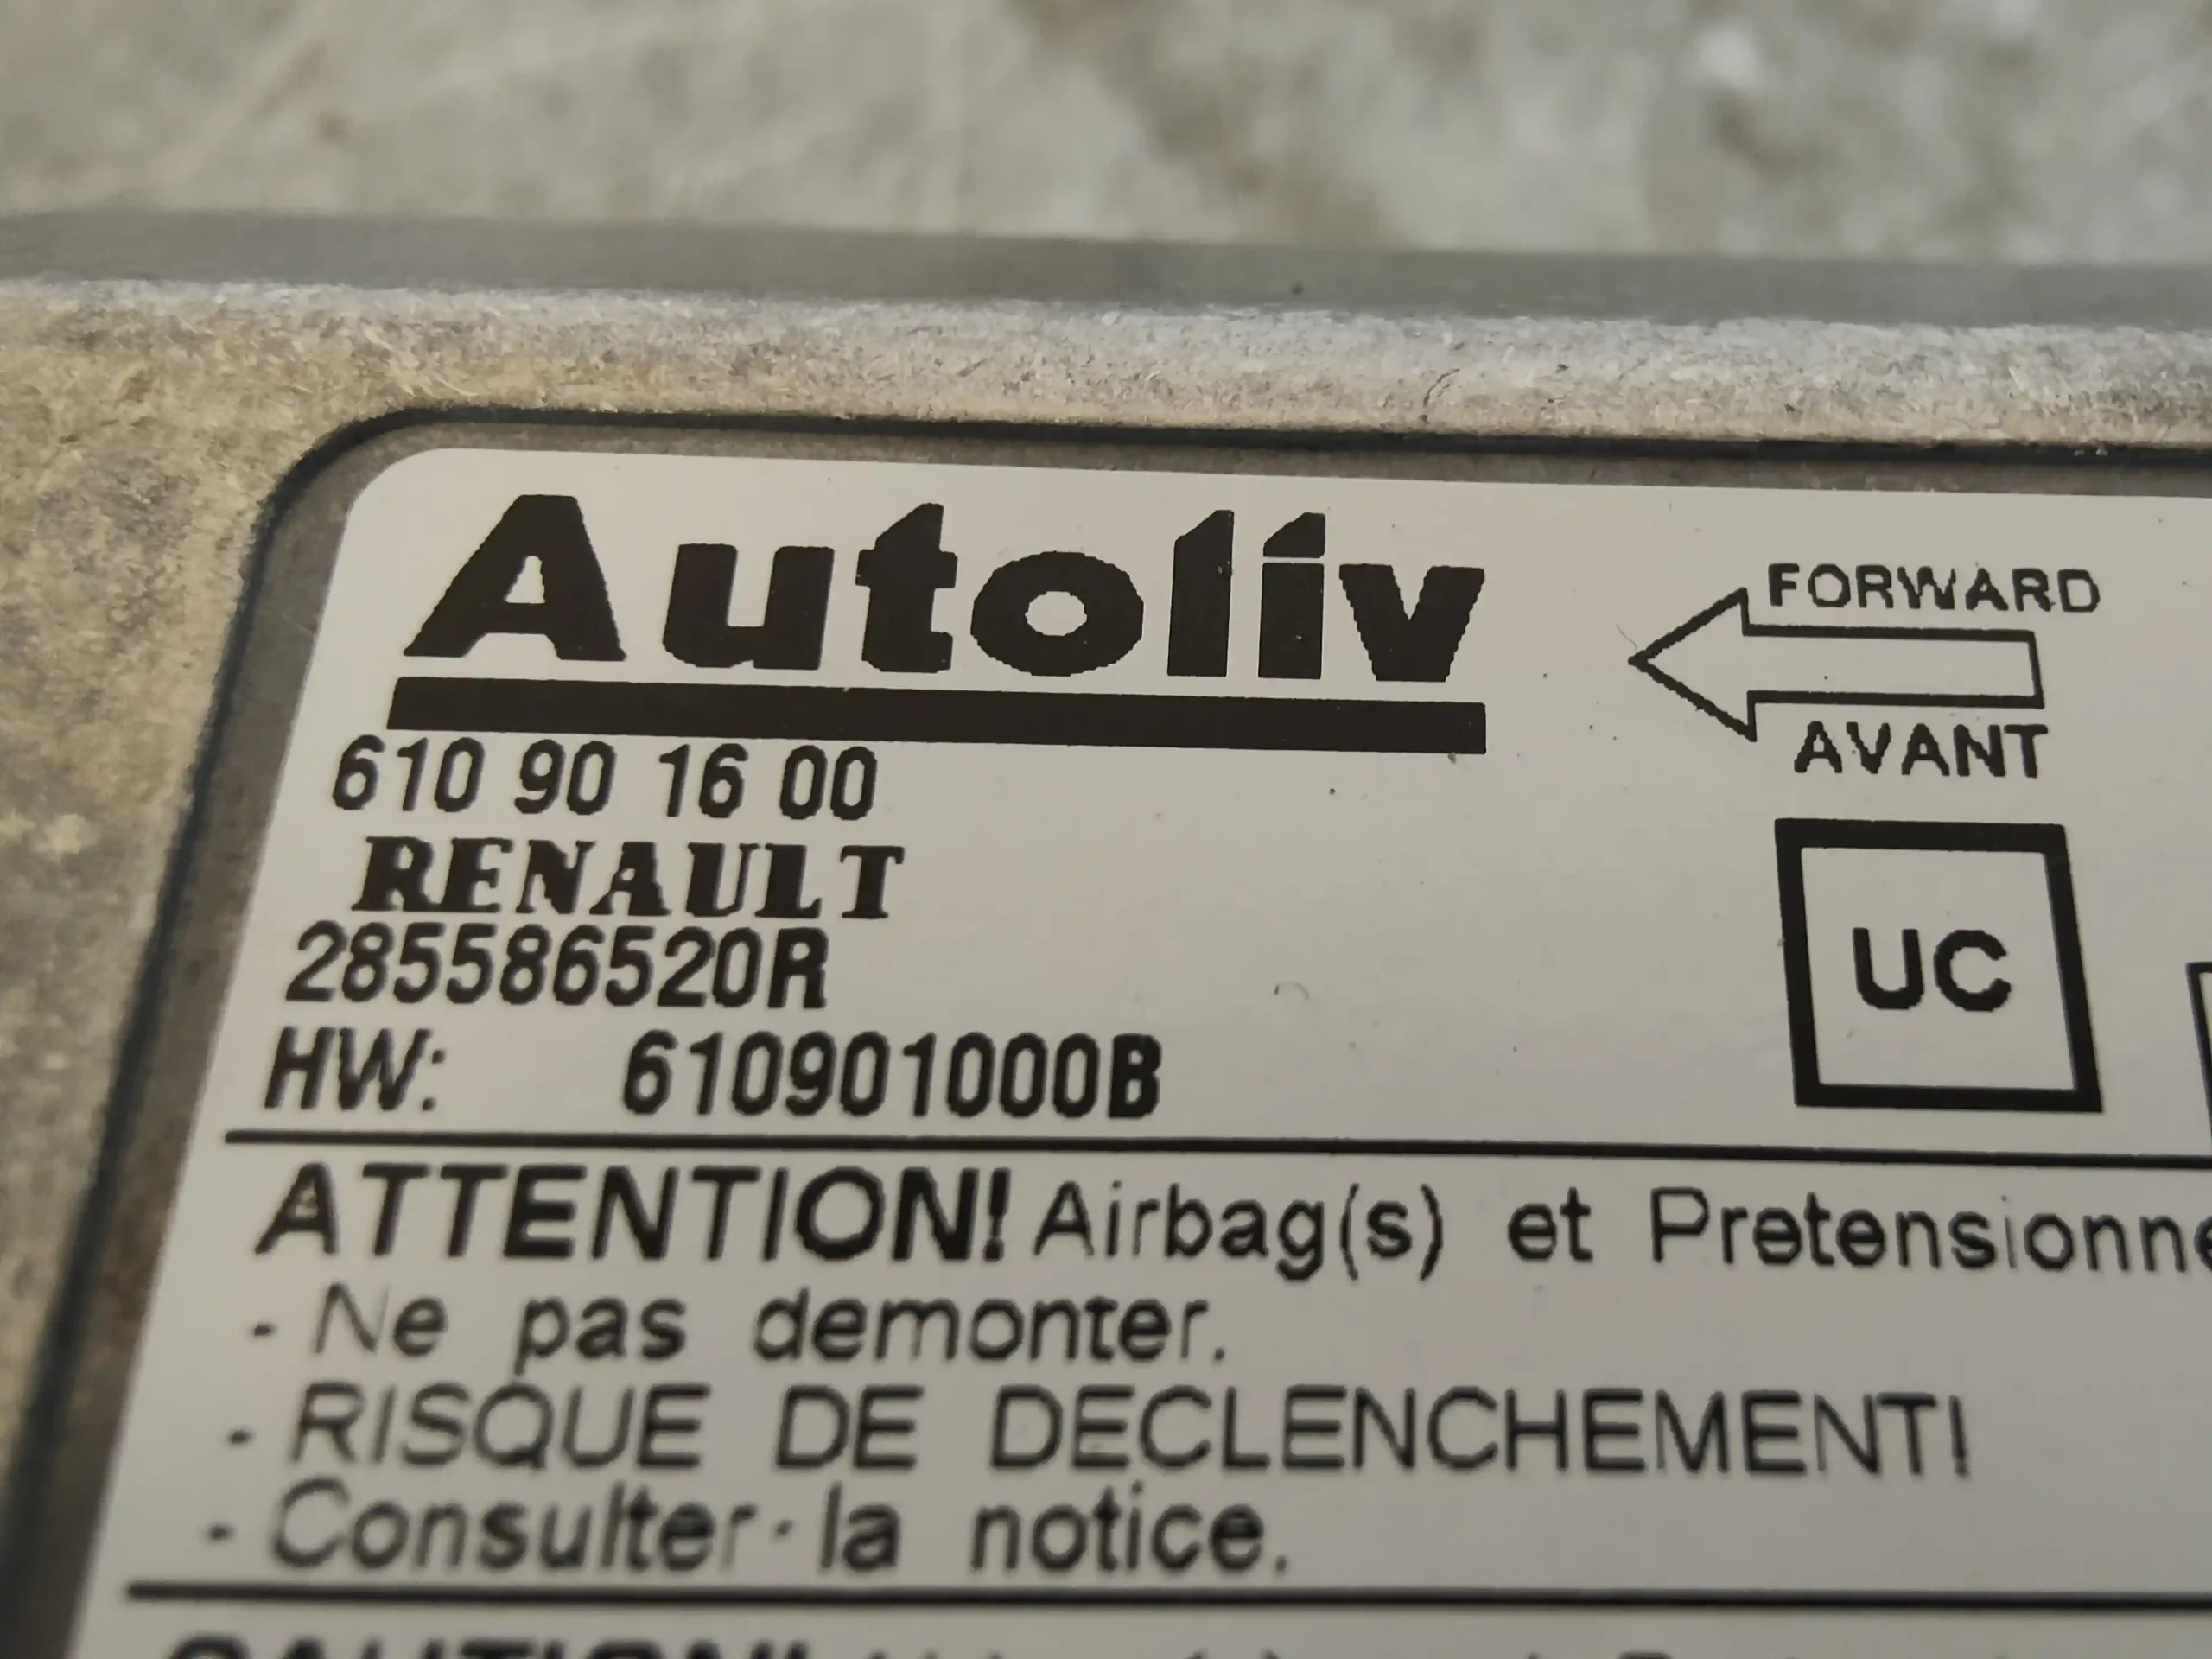 Autoliv
FORWARD
AVANT
610 90 16 00
RENAULT
285586520R
UC
HW: 610901000B
ATTENTION! Airbag(s) et Pretensionne
- Ne pas demonter.
- RISQUE DE DECLENCHEMENT!
- Consulter la notice.